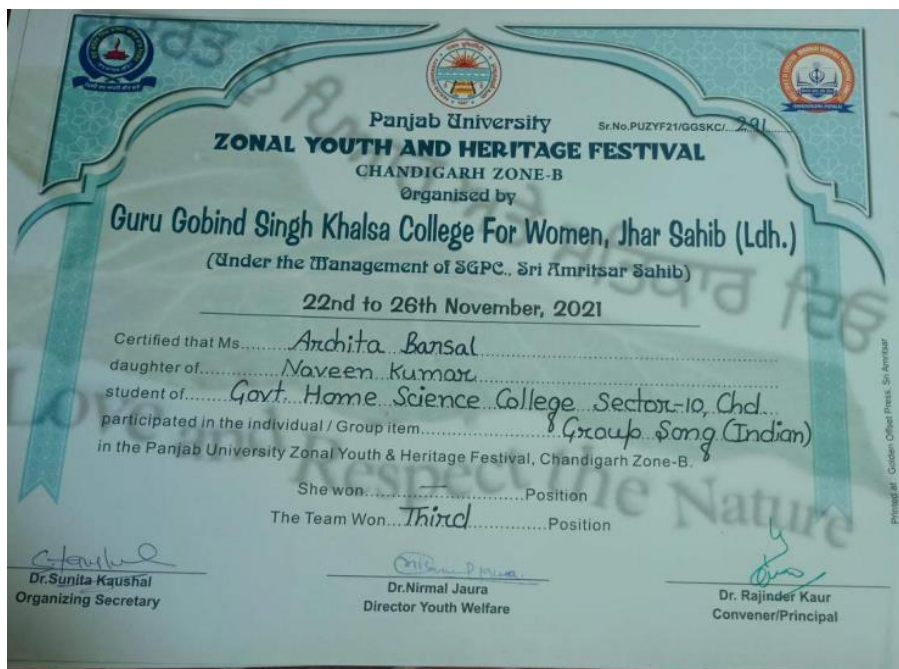 Panjab University
Sr.No.PUZYF21/GGSKC/...291
ZONAL YOUTH AND HERITAGE FESTIVAL
CHANDIGARH ZONE-B
Organised by
Guru Gobind Singh Khalsa College For Women, Jhar Sahib (Ldh.)
(Under the Management of SGPC., Sri Amritsar Sahib)
22nd to 26th November, 2021
Certified that Ms. Archita Bansal
daughter of Naveen Kumar
student of Govt. Home Science College Sector-10, Chd.
participated in the individual / Group item Group Song (Indian)
in the Panjab University Zonal Youth & Heritage Festival, Chandigarh Zone-B.
She won — Position
The Team Won Third Position
Love and Respect the Nature
Dr.Sunita Kaushal
Organizing Secretary
Dr.Nirmal Jaura
Director Youth Welfare
Dr. Rajinder Kaur
Convener/Principal
Printed at : Golden Offset Press, Sri Amritsar